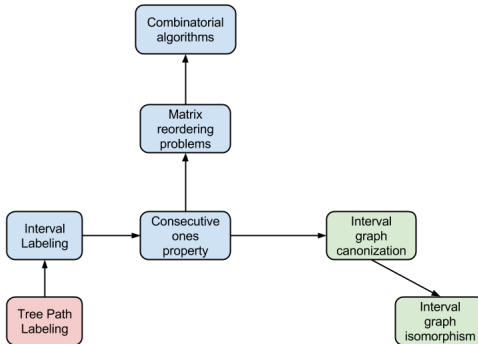 Combinatorial
algorithms
Matrix
reordering
problems
Interval
Labeling
Consecutive
ones
property
Interval
graph
canonization
Tree Path
Labeling
Interval
graph
isomorphism